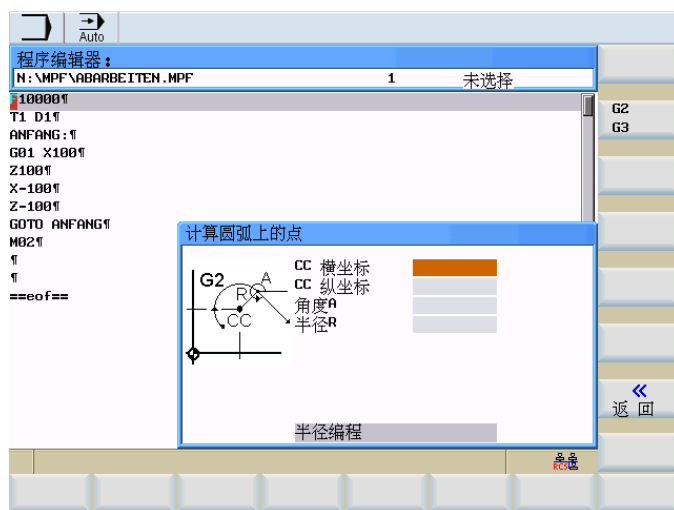 Auto
程序编辑器：
N:\MPF\ABARBEITEN.MPF 1 未选择
F10000¶
T1 D1¶
ANFANG:¶
G01 X100¶
Z100¶
X-100¶
Z-100¶
GOTO ANFANG¶
M02¶
¶
¶
==eof==
G2
G3
计算圆弧上的点
G2 A
R
CC
CC 横坐标
CC 纵坐标
角度A
半径R
半径编程
返 回